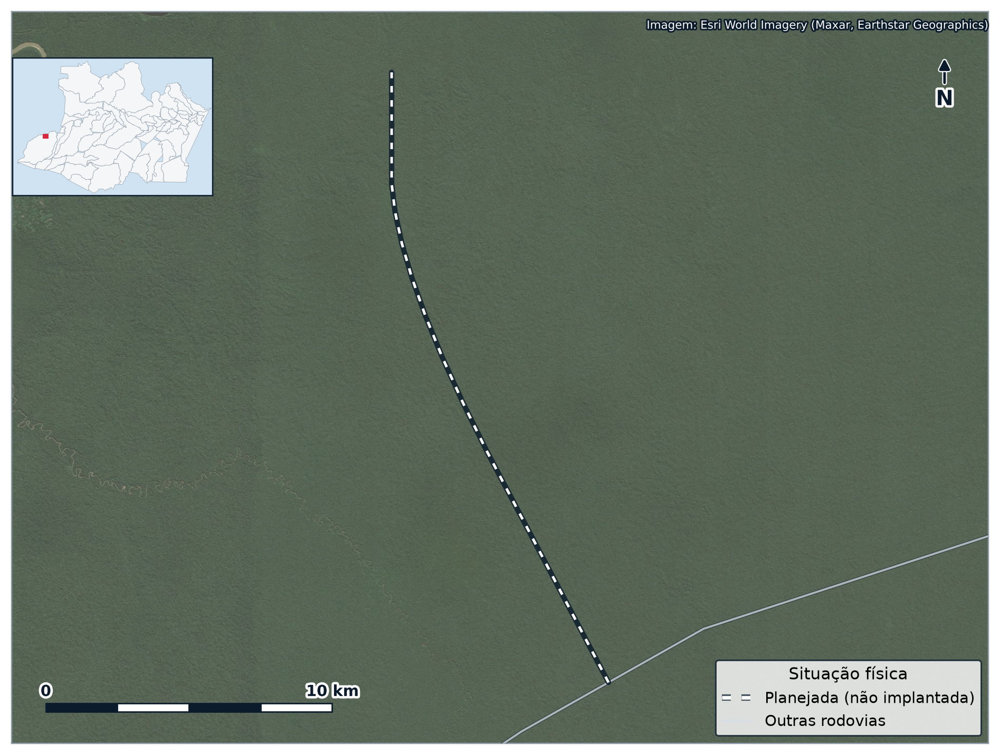 Imagem: Esri World Imagery (Maxar, Earthstar Geographics)
N
0 10 km
Situação física
Planejada (não implantada)
Outras rodovias